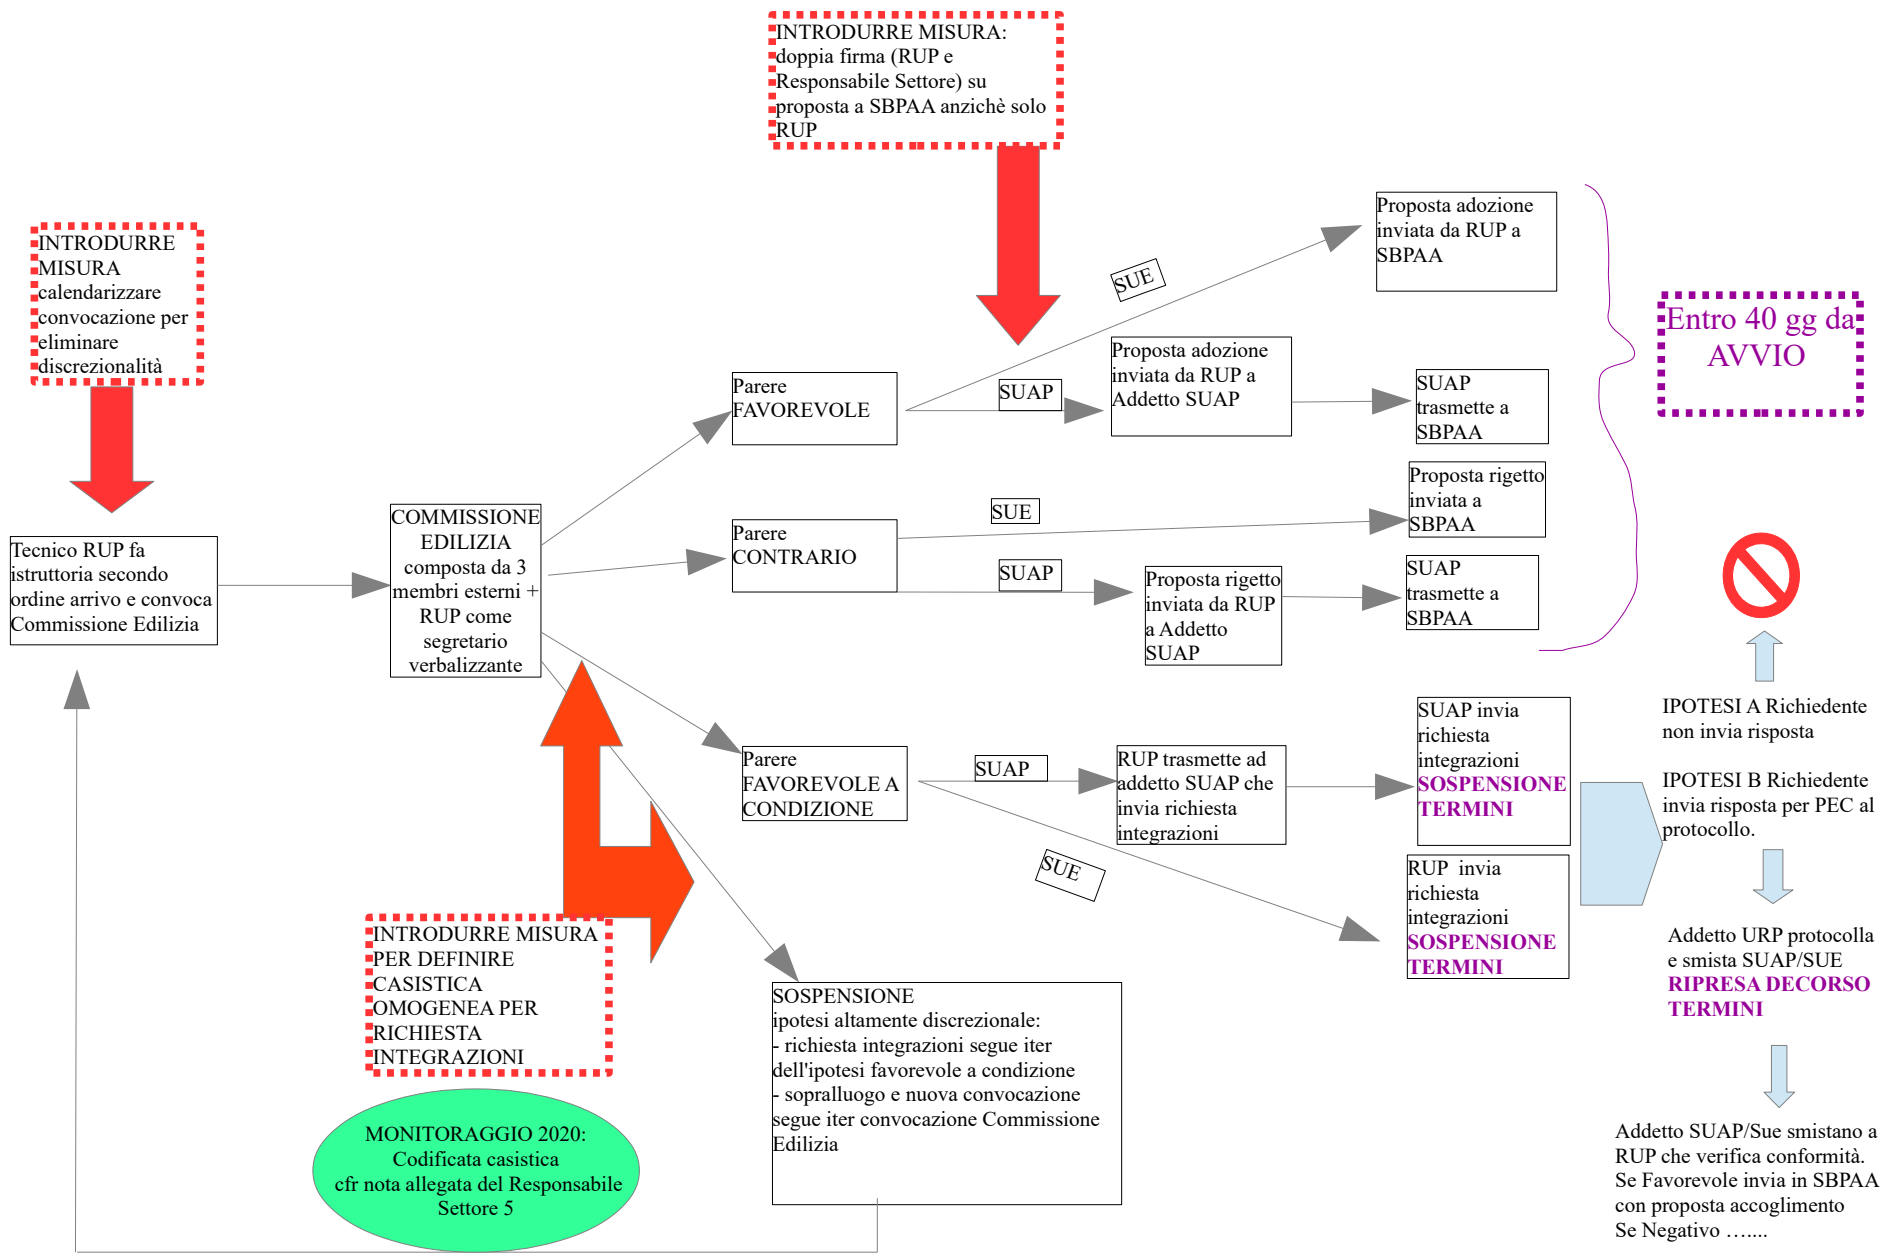 INTRODURRE MISURA:
doppia firma (RUP e
Responsabile Settore) su
proposta a SBPAA anzichè solo
RUP
INTRODURRE
MISURA
calendarizzare
convocazione per
eliminare
discrezionalità
Tecnico RUP fa
istruttoria secondo
ordine arrivo e convoca
Commissione Edilizia
COMMISSIONE
EDILIZIA
composta da 3
membri esterni +
RUP come
segretario
verbalizzante
Parere
FAVOREVOLE
SUE
Proposta adozione
inviata da RUP a
SBPAA
SUAP
Proposta adozione
inviata da RUP a
Addetto SUAP
SUAP
trasmette a
SBPAA
Entro 40 gg da
AVVIO
Parere
CONTRARIO
SUE
Proposta rigetto
inviata a
SBPAA
SUAP
Proposta rigetto
inviata da RUP
a Addetto
SUAP
SUAP
trasmette a
SBPAA
Parere
FAVOREVOLE A
CONDIZIONE
SUAP
RUP trasmette ad
addetto SUAP che
invia richiesta
integrazioni
SUAP invia
richiesta
integrazioni
SOSPENSIONE
TERMINI
SUE
RUP  invia
richiesta
integrazioni
SOSPENSIONE
TERMINI
IPOTESI A Richiedente
non invia risposta
IPOTESI B Richiedente
invia risposta per PEC al
protocollo.
Addetto URP protocolla
e smista SUAP/SUE
RIPRESA DECORSO
TERMINI
Addetto SUAP/Sue smistano a
RUP che verifica conformità.
Se Favorevole invia in SBPAA
con proposta accoglimento
Se Negativo …....
INTRODURRE MISURA
PER DEFINIRE
CASISTICA
OMOGENEA PER
RICHIESTA
INTEGRAZIONI
SOSPENSIONE
ipotesi altamente discrezionale:
- richiesta integrazioni segue iter
dell'ipotesi favorevole a condizione
- sopralluogo e nuova convocazione
segue iter convocazione Commissione
Edilizia
MONITORAGGIO 2020:
Codificata casistica
cfr nota allegata del Responsabile
Settore 5